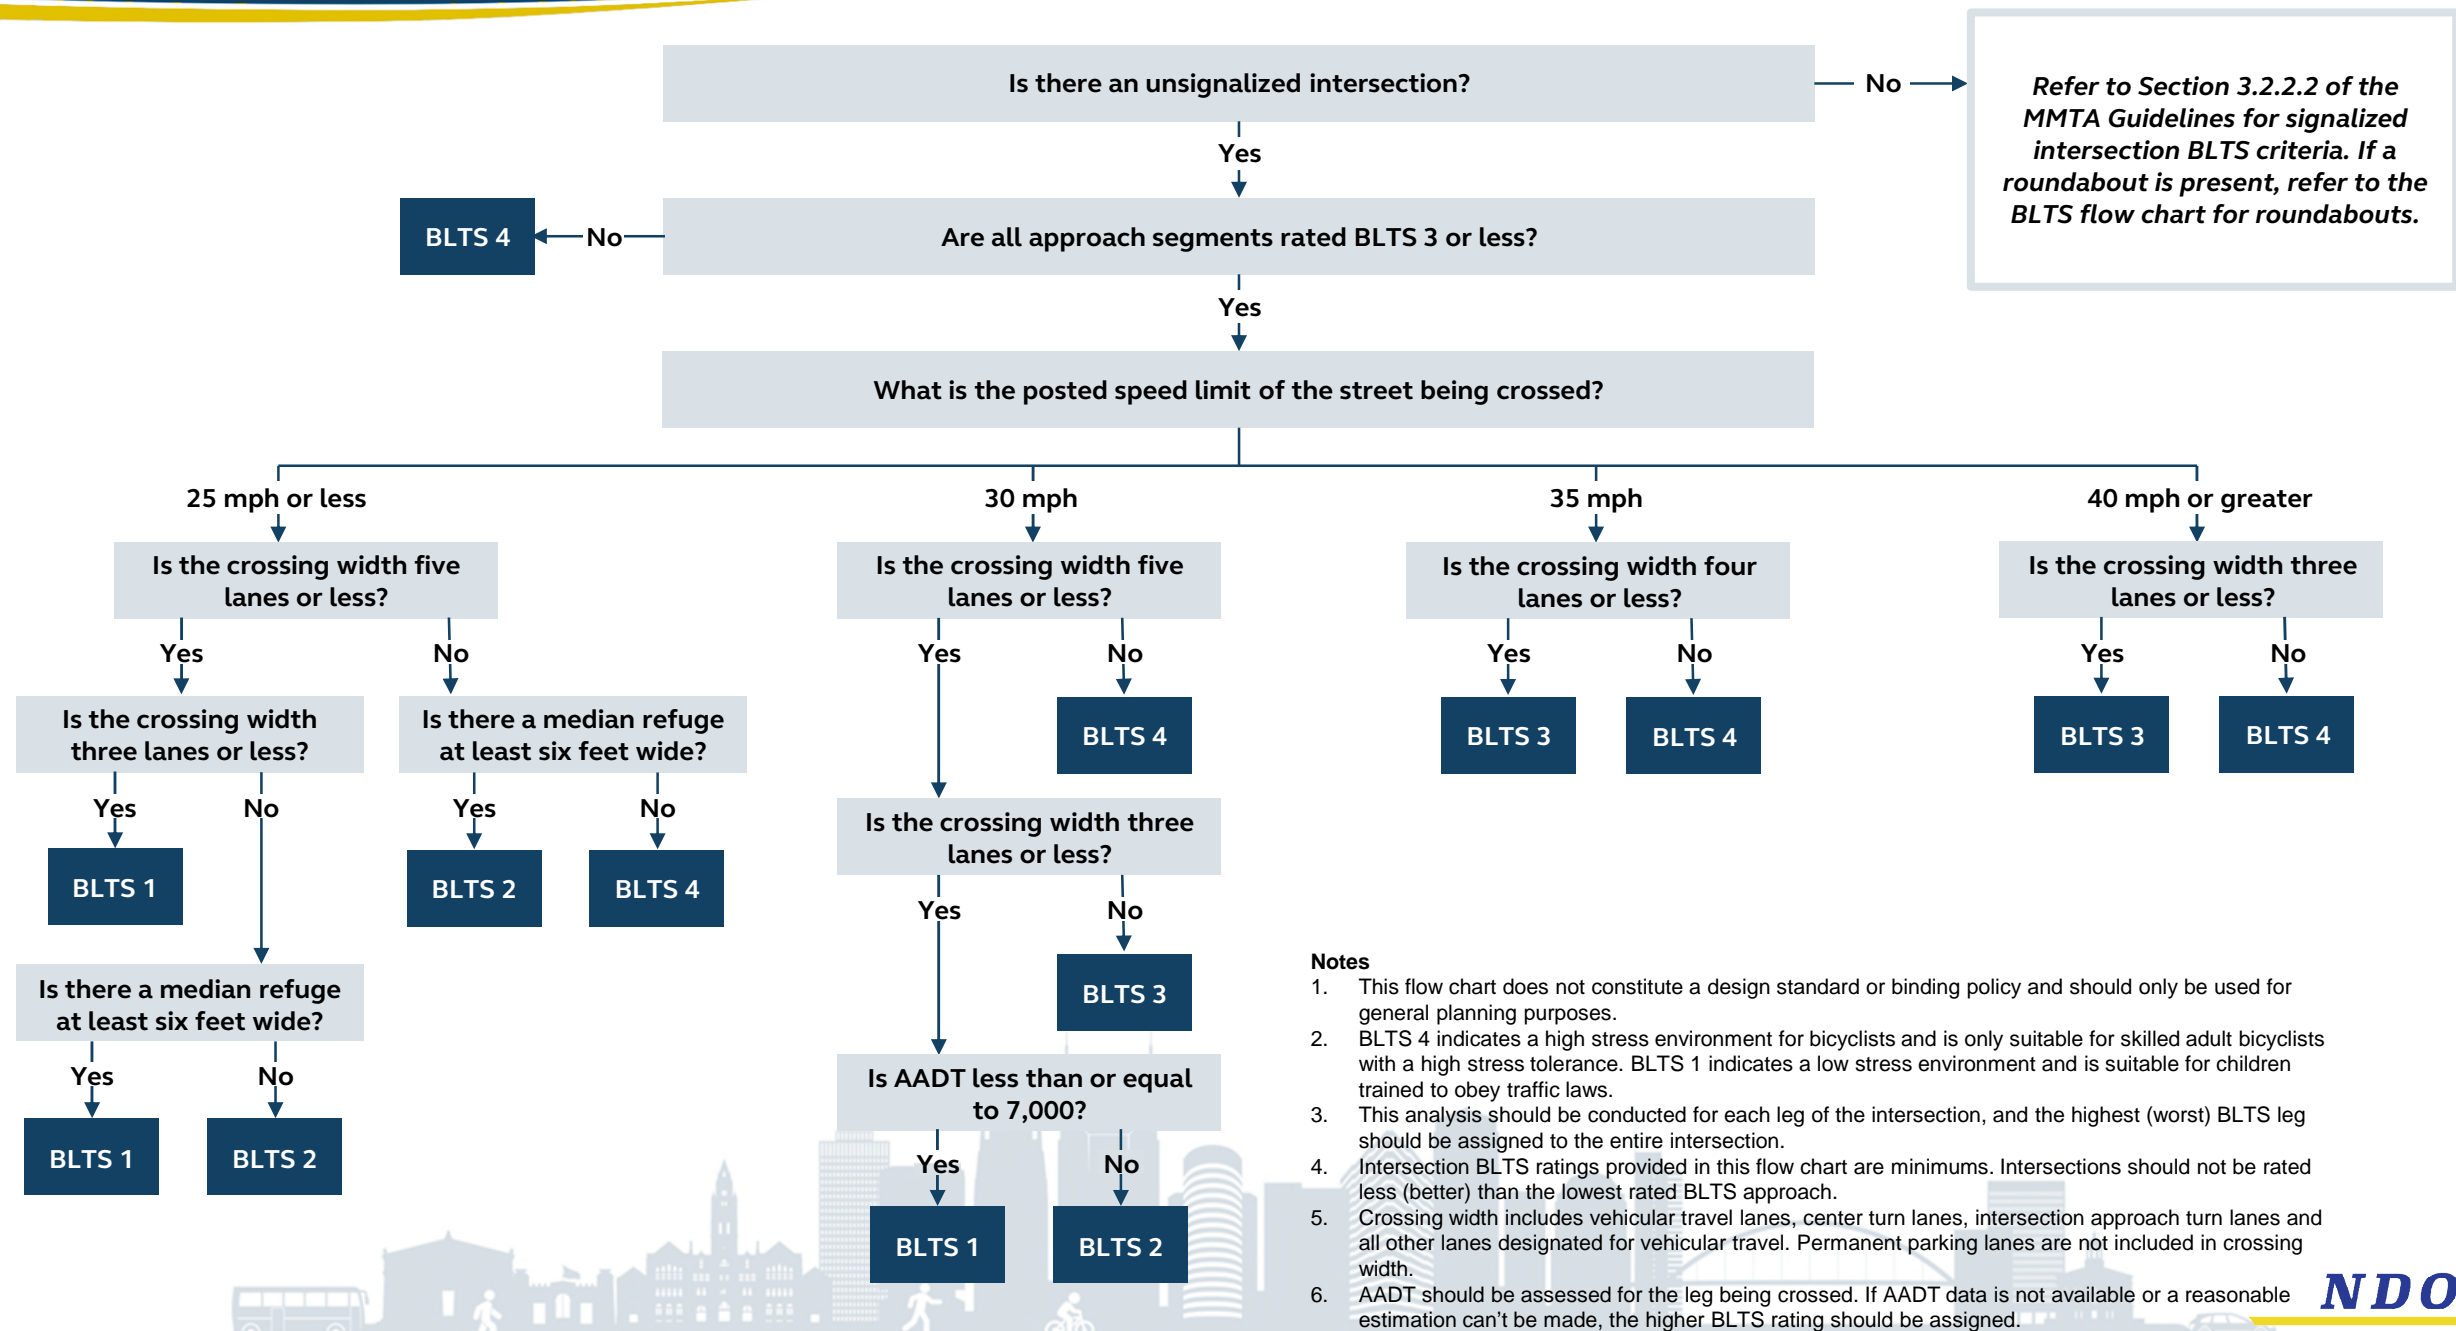 Is there an unsignalized intersection?
No
Refer to Section 3.2.2.2 of the
MMTA Guidelines for signalized
intersection BLTS criteria. If a
roundabout is present, refer to the
BLTS flow chart for roundabouts.
Yes
BLTS 4
No
Are all approach segments rated BLTS 3 or less?
Yes
What is the posted speed limit of the street being crossed?
25 mph or less
30 mph
35 mph
40 mph or greater
Is the crossing width five
lanes or less?
Is the crossing width five
lanes or less?
Is the crossing width four
lanes or less?
Is the crossing width three
lanes or less?
Yes
No
Yes
No
Yes
No
Yes
No
Is the crossing width
three lanes or less?
Is there a median refuge
at least six feet wide?
BLTS 4
BLTS 3
BLTS 4
BLTS 3
BLTS 4
Yes
No
Yes
No
Is the crossing width three
lanes or less?
BLTS 1
BLTS 2
BLTS 4
Yes
No
Is there a median refuge
at least six feet wide?
BLTS 3
Yes
No
Is AADT less than or equal
to 7,000?
BLTS 1
BLTS 2
Yes
No
BLTS 1
BLTS 2
Notes
1. This flow chart does not constitute a design standard or binding policy and should only be used for
general planning purposes.
2. BLTS 4 indicates a high stress environment for bicyclists and is only suitable for skilled adult bicyclists
with a high stress tolerance. BLTS 1 indicates a low stress environment and is suitable for children
trained to obey traffic laws.
3. This analysis should be conducted for each leg of the intersection, and the highest (worst) BLTS leg
should be assigned to the entire intersection.
4. Intersection BLTS ratings provided in this flow chart are minimums. Intersections should not be rated
less (better) than the lowest rated BLTS approach.
5. Crossing width includes vehicular travel lanes, center turn lanes, intersection approach turn lanes and
all other lanes designated for vehicular travel. Permanent parking lanes are not included in crossing
width.
6. AADT should be assessed for the leg being crossed. If AADT data is not available or a reasonable
estimation can't be made, the higher BLTS rating should be assigned.
NDO